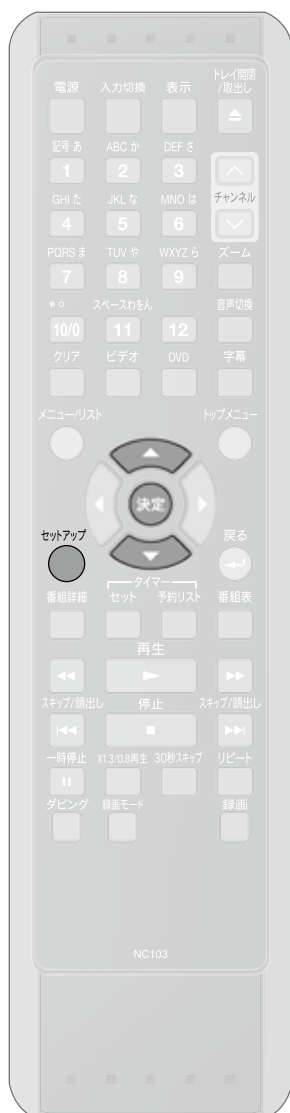 電源 入力切換 表示 トレイ開閉/取出し
記号 あ ABC か DEF さ
1 2 3
GHI た JKL な MNO は チャンネル
4 5 6
PQRS ま TUV や WXYZ ら ズーム
7 8 9
゛゜ スペースわをん 音声切換
10/0 11 12
クリア ビデオ DVD 字幕
メニュー/リスト トップメニュー
決定
セットアップ 戻る
タイマー
番組詳細 セット 予約リスト 番組表
再生
スキップ/頭出し 停止 スキップ/頭出し
一時停止 X1.3/0.8再生 30秒スキップ リピート
ダビング 録画モード 録画
NC103